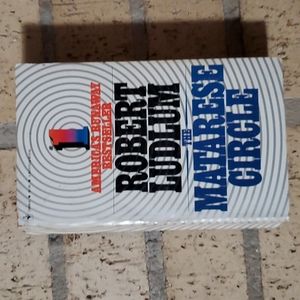 1
AMERICA'S RUNAWAY
BESTSELLER
ROBERT
LUDLUM
THE
MATARESE
CIRCLE